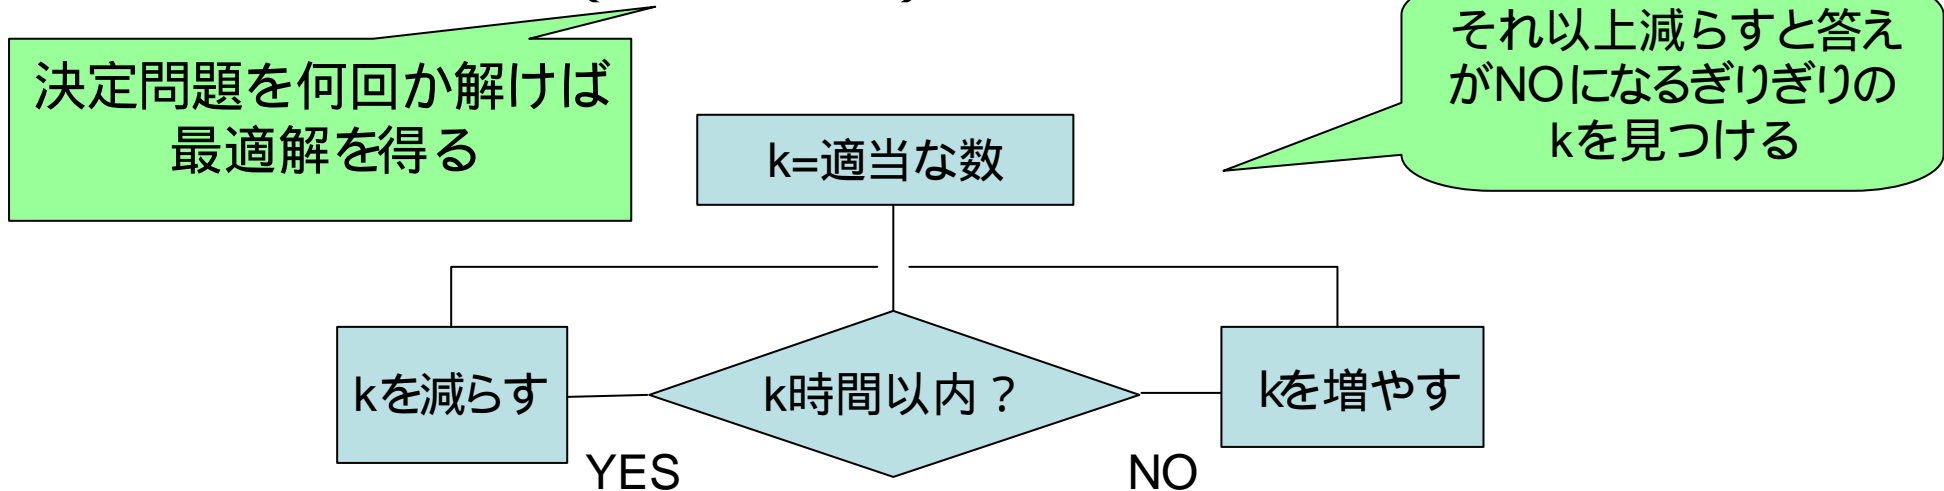 決定問題を何回か解けば
最適解を得る
それ以上減らすと答え
がNOになるぎりぎりの
kを見つける
k=適当な数
kを減らす
k時間以内？
kを増やす
YES
NO